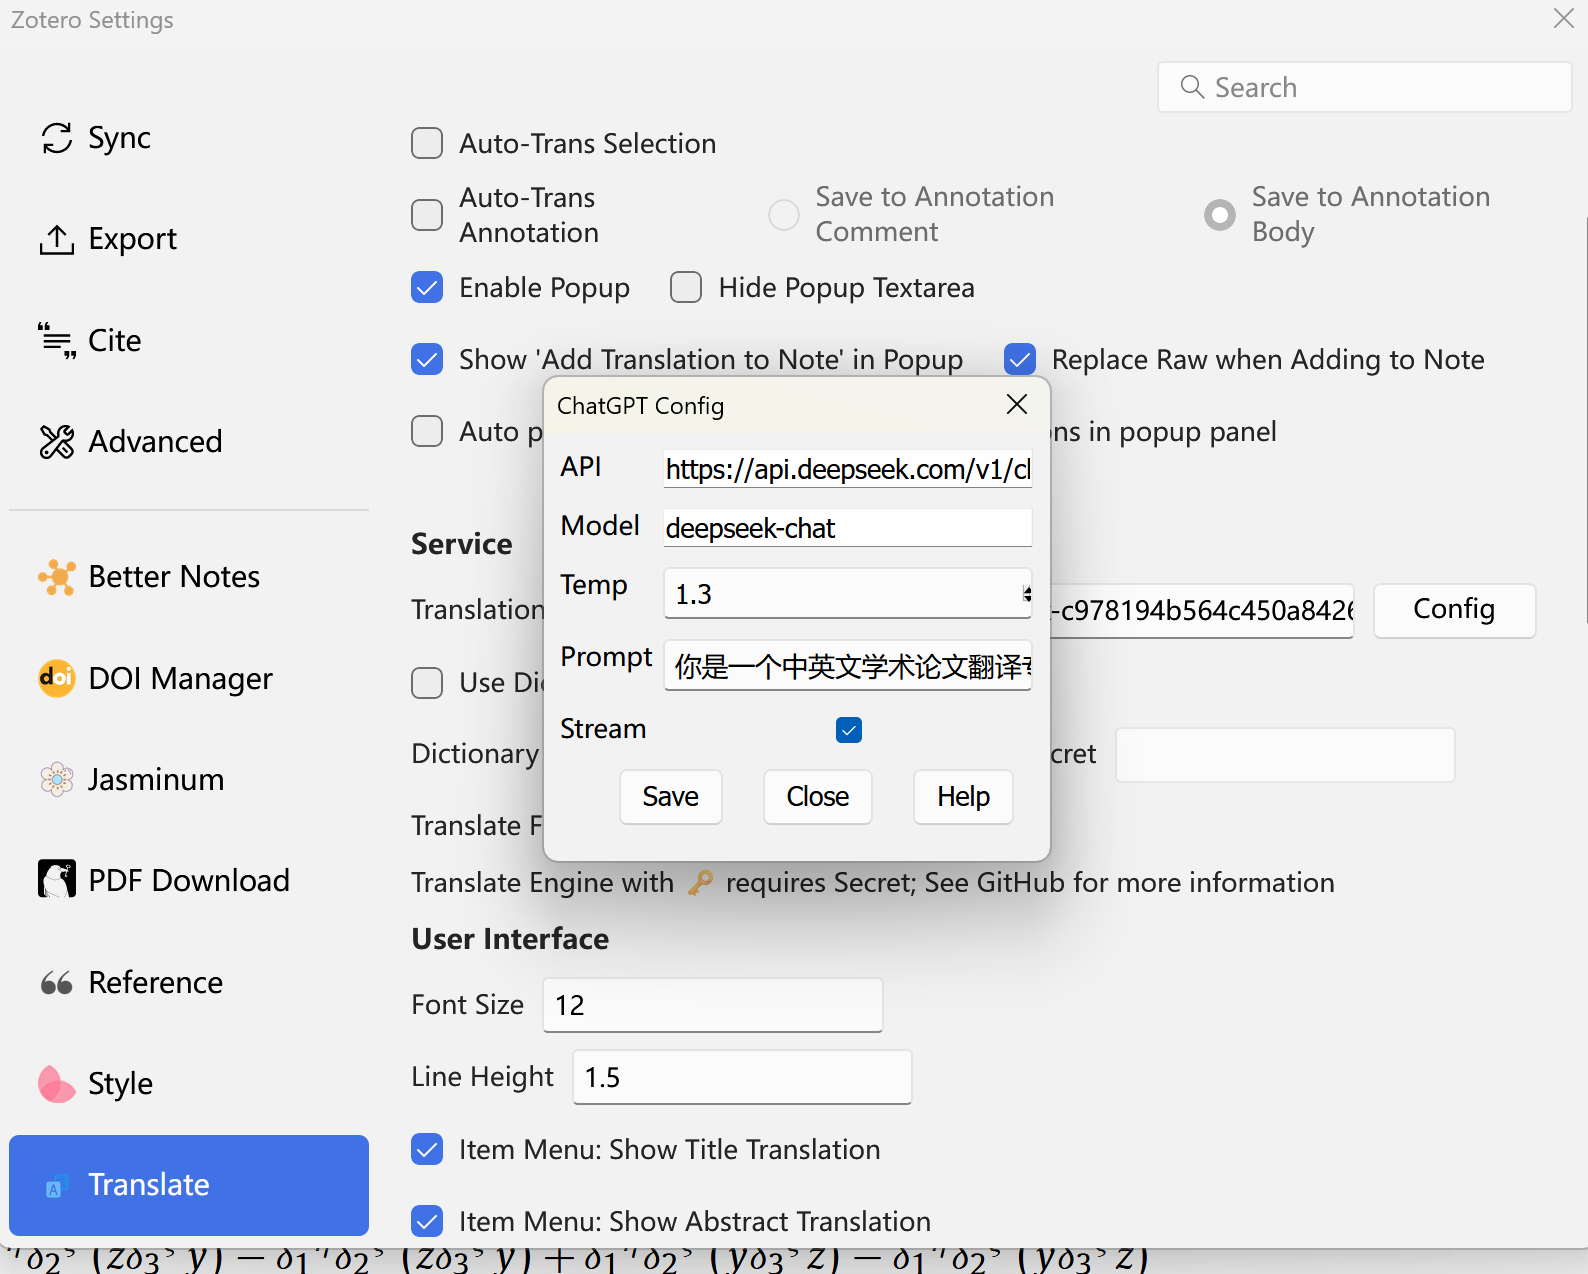 Zotero Settings
Search
Sync
Export
Cite
Advanced
Better Notes
DOI Manager
Jasminum
PDF Download
Reference
Style
Translate
Auto-Trans Selection
Auto-Trans Annotation
Save to Annotation Comment
Save to Annotation Body
Enable Popup
Hide Popup Textarea
Show 'Add Translation to Note' in Popup
Replace Raw when Adding to Note
Auto p
ns in popup panel
Service
Translation
-c978194b564c450a8426
Config
Use Dic
Dictionary
cret
Translate F
Translate Engine with 🔑 requires Secret; See GitHub for more information
User Interface
Font Size 12
Line Height 1.5
Item Menu: Show Title Translation
Item Menu: Show Abstract Translation
ChatGPT Config
API https://api.deepseek.com/v1/cl
Model deepseek-chat
Temp 1.3
Prompt 你是一个中英文学术论文翻译
Stream
Save Close Help